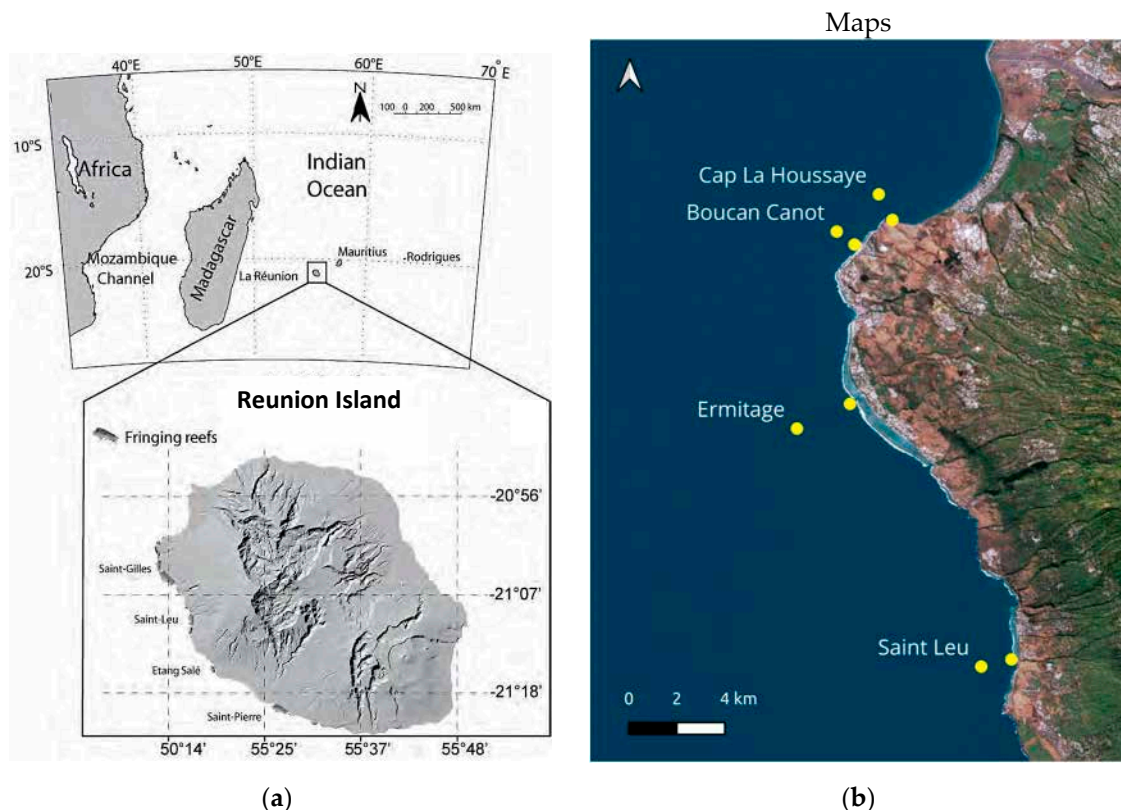 Maps
40°E
50°E
60°E
70°E
N
100 0 200 500 km
10°S
Africa
Indian
Ocean
Madagascar
Mozambique
Channel
20°S
La Réunion
Mauritius
Rodrigues
Reunion Island
Fringing reefs
-20°56'
Saint-Gilles
-21°07'
Saint-Leu
Etang Salé
-21°18'
Saint-Pierre
50°14'
55°25'
55°37'
55°48'
(a)
Cap La Houssaye
Boucan Canot
Ermitage
Saint Leu
0 2 4 km
(b)